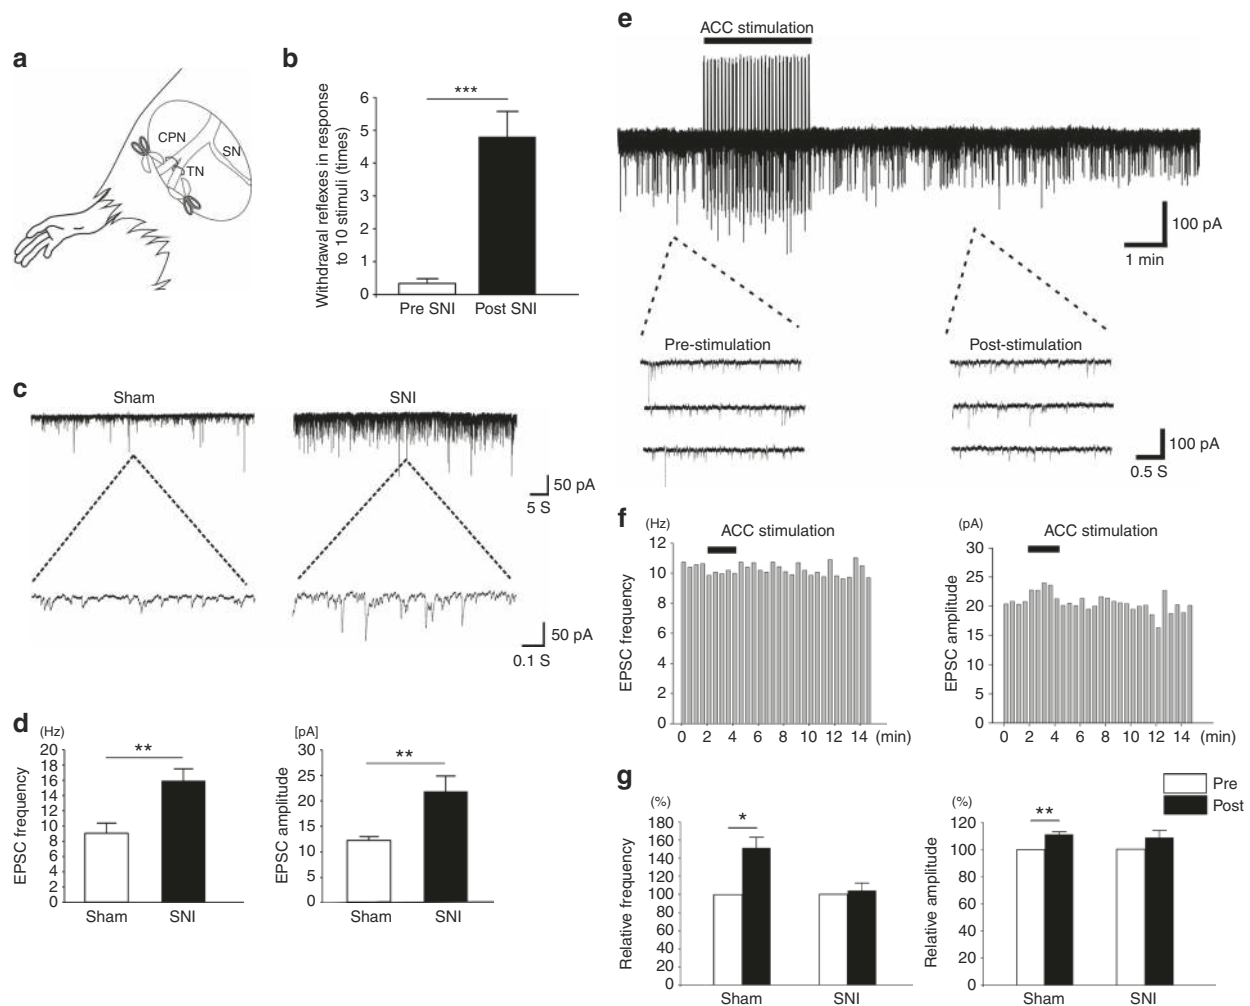 a
CPN
SN
TN
b
Withdrawal reflexes in response
to 10 stimuli (times)
6
5
4
3
2
1
0
***
Pre SNI
Post SNI
c
Sham
SNI
50 pA
5 S
50 pA
0.1 S
d
(Hz)
EPSC frequency
20
18
16
14
12
10
8
6
4
2
0
**
Sham
SNI
[pA]
EPSC amplitude
30
25
20
15
10
5
0
**
Sham
SNI
e
ACC stimulation
100 pA
1 min
Pre-stimulation
Post-stimulation
100 pA
0.5 S
f
(Hz)
ACC stimulation
EPSC frequency
12
10
8
6
4
2
0
0 2 4 6 8 10 12 14 (min)
(pA)
ACC stimulation
EPSC amplitude
30
25
20
15
10
5
0
0 2 4 6 8 10 12 14 (min)
g
Pre
Post
(%)
Relative frequency
180
160
140
120
100
80
60
40
20
0
*
Sham
SNI
(%)
Relative amplitude
120
100
80
60
40
20
0
**
Sham
SNI